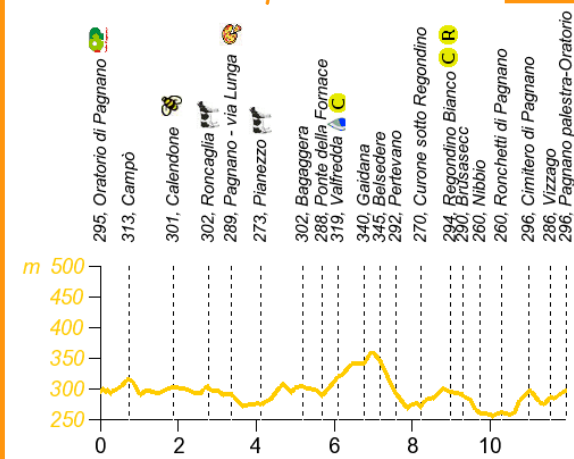 295, Oratorio di Pagnano
313, Campò
301, Calendone
302, Roncaglia
289, Pagnano - via Lunga
273, Pianezzo
302, Bagaggera
288, Ponte della Fornace
319, Valfredda C
340, Gaidana
345, Belsedere
292, Pertevano
270, Curone sotto Regondino
294, Regondino Bianco C R
290, Brusasecc
260, Nibbio
260, Ronchetti di Pagnano
296, Cimitero di Pagnano
286, Vizzago
296, Pagnano palestra-Oratorio
m 500
450
400
350
300
250
0 2 4 6 8 10